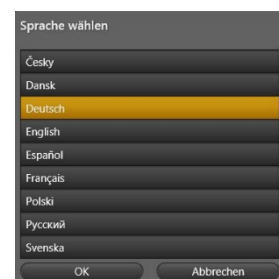 Sprache wählen
Česky
Dansk
Deutsch
English
Español
Français
Polski
Русский
Svenska
OK Abbrechen